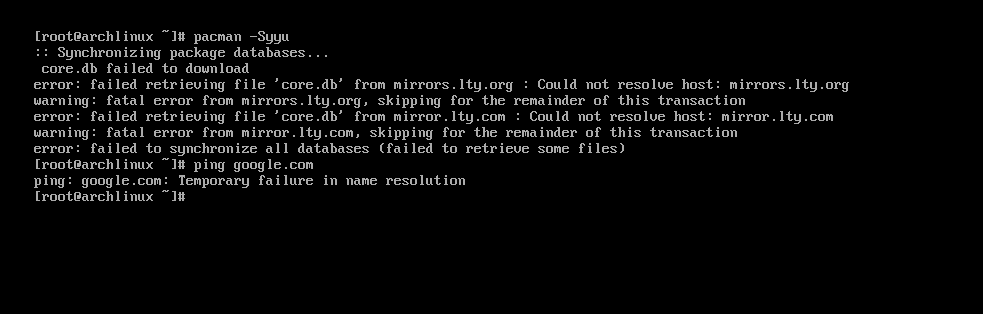 [root@archlinux ~]# pacman -Syyu
:: Synchronizing package databases...
 core.db failed to download
error: failed retrieving file 'core.db' from mirrors.lty.org : Could not resolve host: mirrors.lty.org
warning: fatal error from mirrors.lty.org, skipping for the remainder of this transaction
error: failed retrieving file 'core.db' from mirror.lty.com : Could not resolve host: mirror.lty.com
warning: fatal error from mirror.lty.com, skipping for the remainder of this transaction
error: failed to synchronize all databases (failed to retrieve some files)
[root@archlinux ~]# ping google.com
ping: google.com: Temporary failure in name resolution
[root@archlinux ~]#